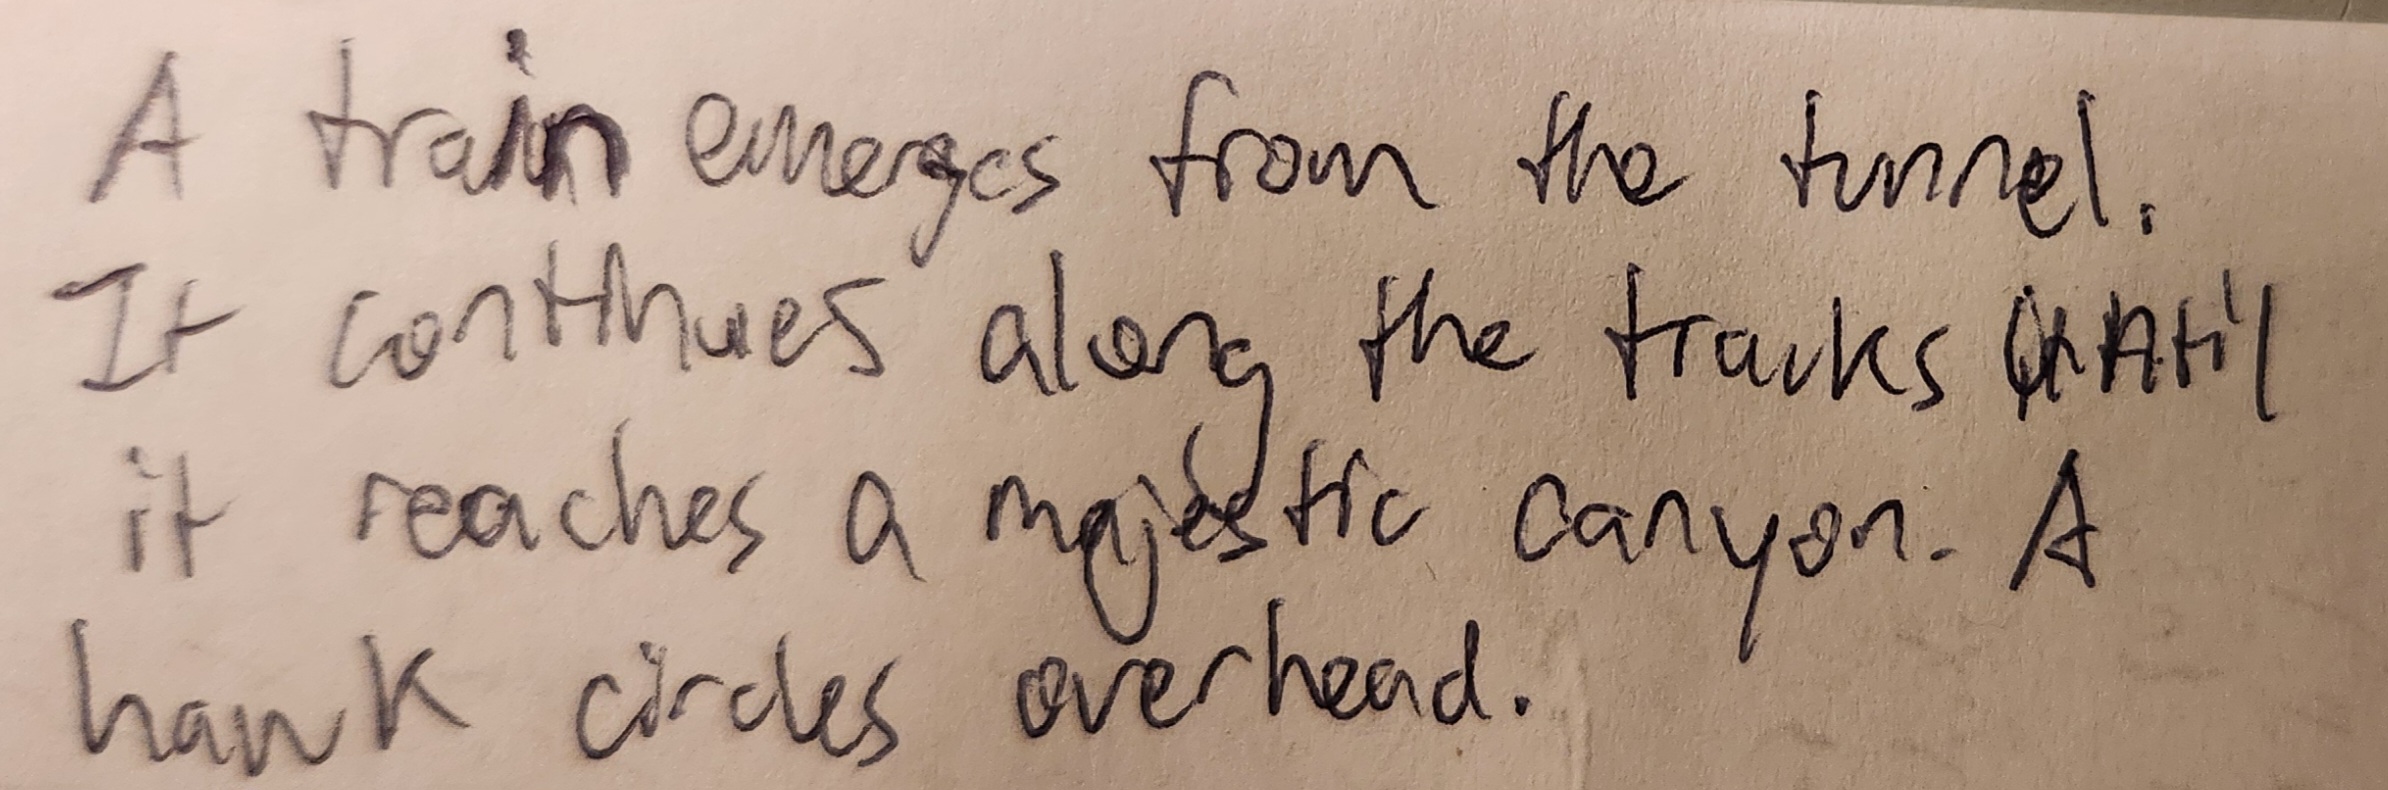 A train emerges from the tunnel.
It continues along the tracks until
it reaches a majestic canyon. A
hawk circles overhead.